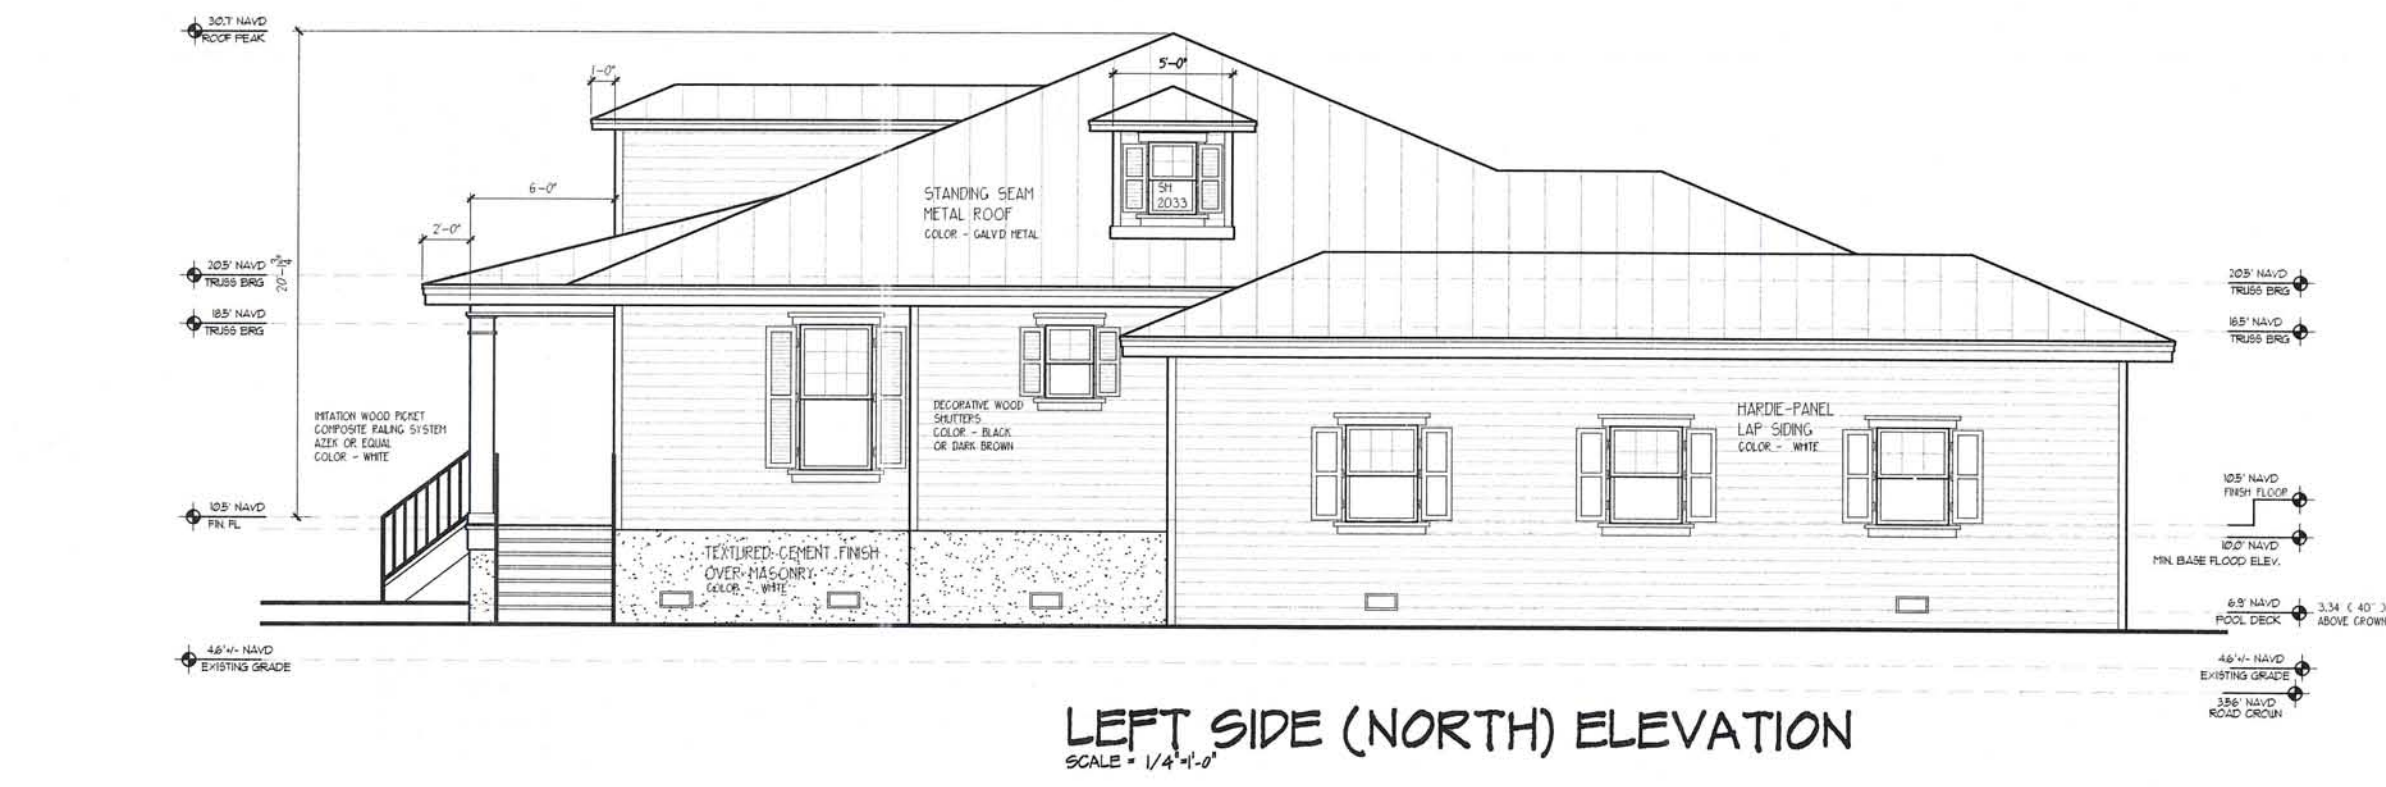 30.7' NAVD
ROOF PEAK
1'-0"
5'-0"
6'-0"
2'-0"
20'-1 3/4"
STANDING SEAM
METAL ROOF
COLOR - GALV'D METAL
SH
2033
20.5' NAVD
TRUSS BRG
18.5' NAVD
TRUSS BRG
20.5' NAVD
TRUSS BRG
TRUSS BRG
IMITATION WOOD PICKET
COMPOSITE RAILING SYSTEM
AZEK OR EQUAL
COLOR - WHITE
DECORATIVE WOOD
SHUTTERS
COLOR - BLACK
OR DARK BROWN
HARDIE-PANEL
LAP SIDING
COLOR - WHITE
10.5' NAVD
FIN. FL.
10.5' NAVD
FINISH FLOOR
10.0' NAVD
MIN. BASE FLOOD ELEV.
TEXTURED CEMENT FINISH
OVER MASONRY
COLOR - WHITE
6.9' NAVD
POOL DECK
3.34 ( 40" )
ABOVE CROWN
4.6'+/- NAVD
EXISTING GRADE
4.6'+/- NAVD
EXISTING GRADE
3.56' NAVD
ROAD CROWN
LEFT SIDE (NORTH) ELEVATION
SCALE = 1/4"=1'-0"